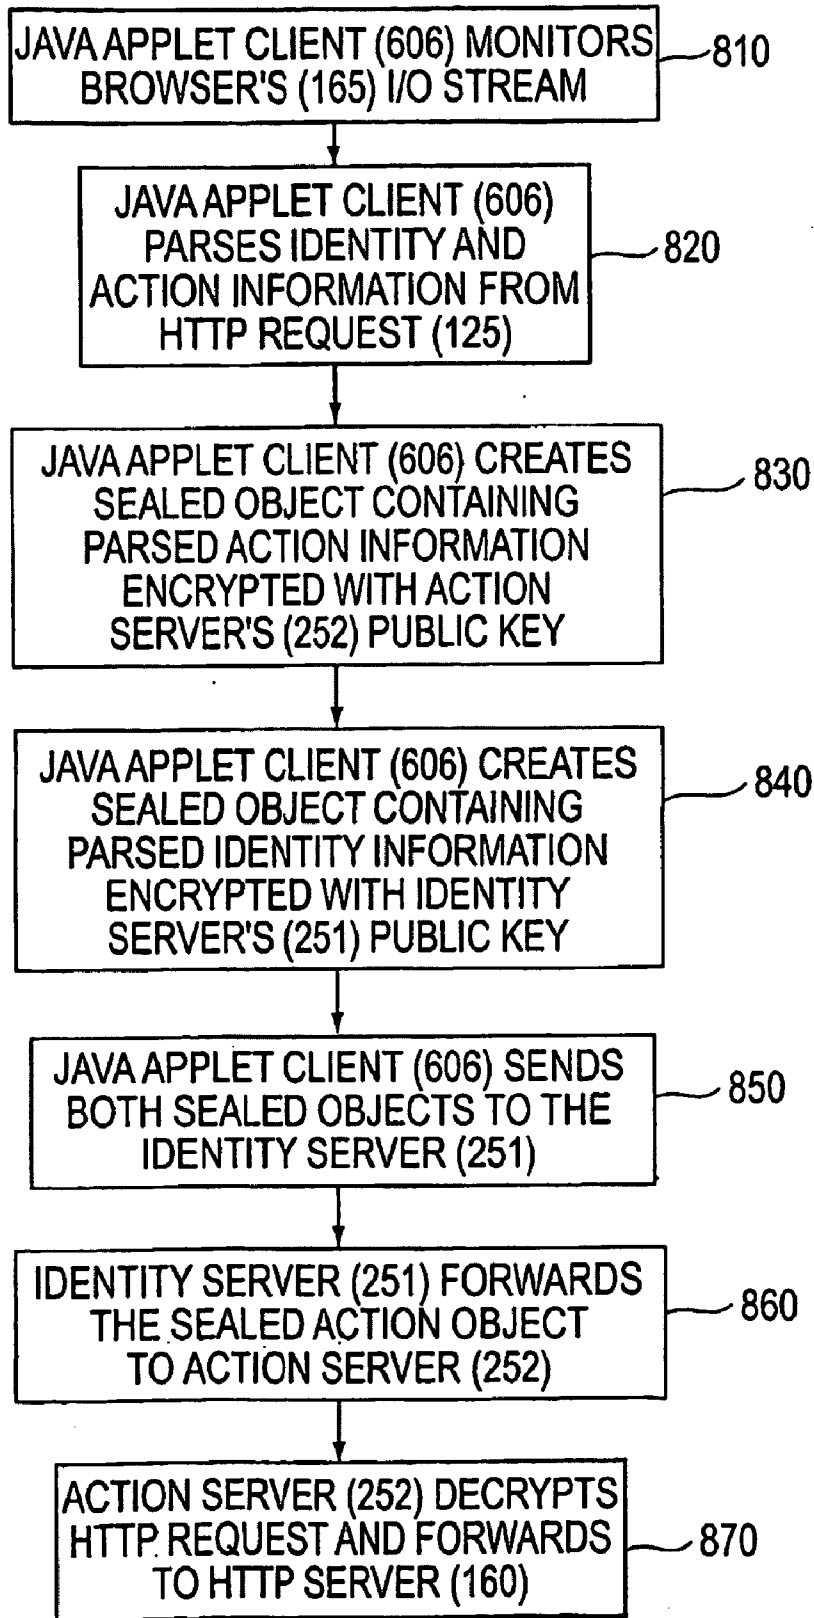 JAVA APPLET CLIENT (606) MONITORS
BROWSER'S (165) I/O STREAM
810
JAVA APPLET CLIENT (606)
PARSES IDENTITY AND
ACTION INFORMATION FROM
HTTP REQUEST (125)
820
JAVA APPLET CLIENT (606) CREATES
SEALED OBJECT CONTAINING
PARSED ACTION INFORMATION
ENCRYPTED WITH ACTION
SERVER'S (252) PUBLIC KEY
830
JAVA APPLET CLIENT (606) CREATES
SEALED OBJECT CONTAINING
PARSED IDENTITY INFORMATION
ENCRYPTED WITH IDENTITY
SERVER'S (251) PUBLIC KEY
840
JAVA APPLET CLIENT (606) SENDS
BOTH SEALED OBJECTS TO THE
IDENTITY SERVER (251)
850
IDENTITY SERVER (251) FORWARDS
THE SEALED ACTION OBJECT
TO ACTION SERVER (252)
860
ACTION SERVER (252) DECRYPTS
HTTP REQUEST AND FORWARDS
TO HTTP SERVER (160)
870